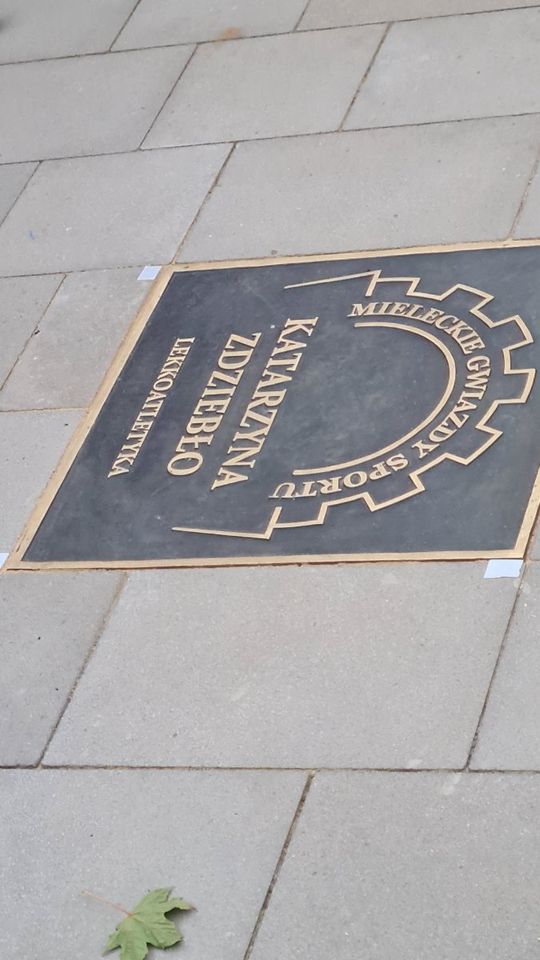 MIELECKIE GWIAZDY SPORTU
KATARZYNA
ZDZIEBŁO
LEKKOATLETYKA